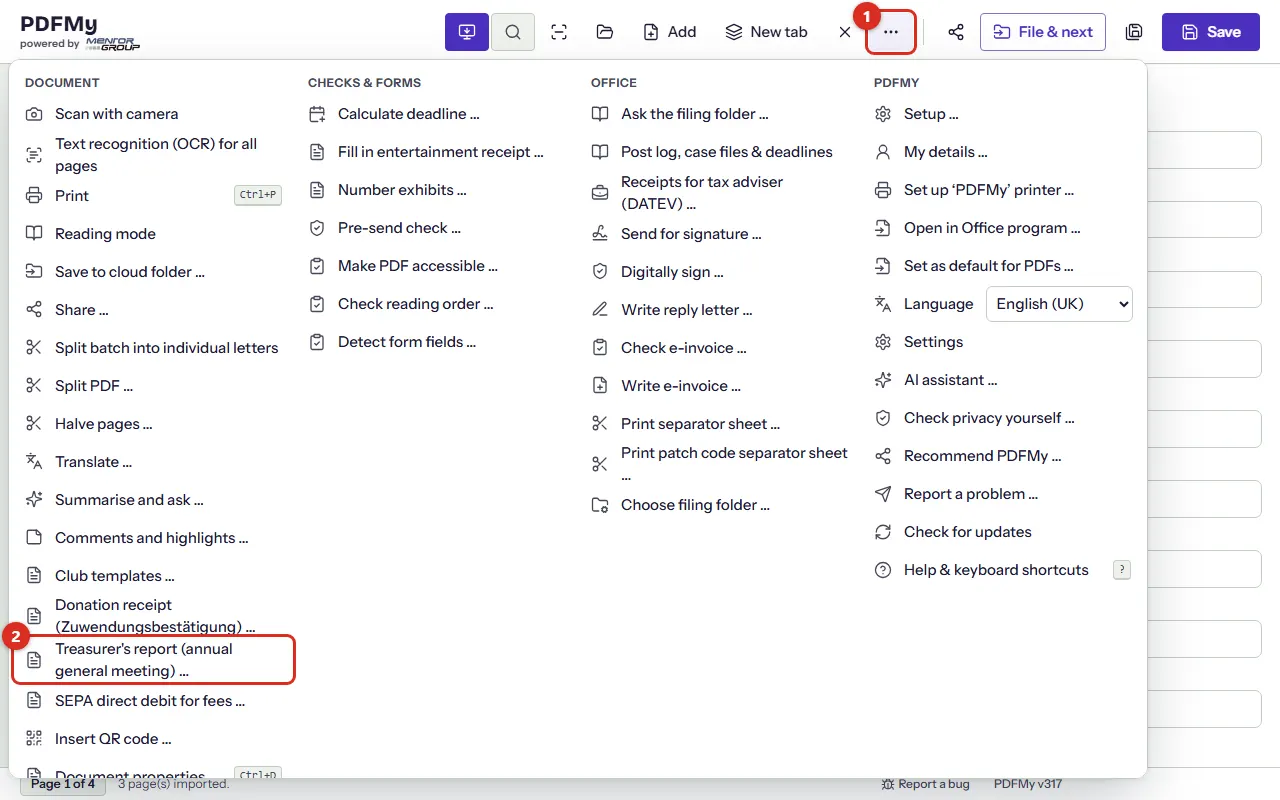 PDFMy
powered by MENTOR GROUP
Add
New tab
1
...
File & next
Save
DOCUMENT
Scan with camera
Text recognition (OCR) for all
pages
Print
Ctrl+P
Reading mode
Save to cloud folder ...
Share ...
Split batch into individual letters
Split PDF ...
Halve pages ...
Translate ...
Summarise and ask ...
Comments and highlights ...
Club templates ...
Donation receipt
(Zuwendungsbestätigung) ...
2
Treasurer's report (annual
general meeting) ...
SEPA direct debit for fees ...
Insert QR code ...
Document properties
Ctrl+D
CHECKS & FORMS
Calculate deadline ...
Fill in entertainment receipt ...
Number exhibits ...
Pre-send check ...
Make PDF accessible ...
Check reading order ...
Detect form fields ...
OFFICE
Ask the filing folder ...
Post log, case files & deadlines
Receipts for tax adviser
(DATEV) ...
Send for signature ...
Digitally sign ...
Write reply letter ...
Check e-invoice ...
Write e-invoice ...
Print separator sheet ...
Print patch code separator sheet
...
Choose filing folder ...
PDFMY
Setup ...
My details ...
Set up ‘PDFMy’ printer ...
Open in Office program ...
Set as default for PDFs ...
Language
English (UK)
Settings
AI assistant ...
Check privacy yourself ...
Recommend PDFMy ...
Report a problem ...
Check for updates
Help & keyboard shortcuts
?
Page 1 of 4
3 page(s) imported.
Report a bug
PDFMy v317